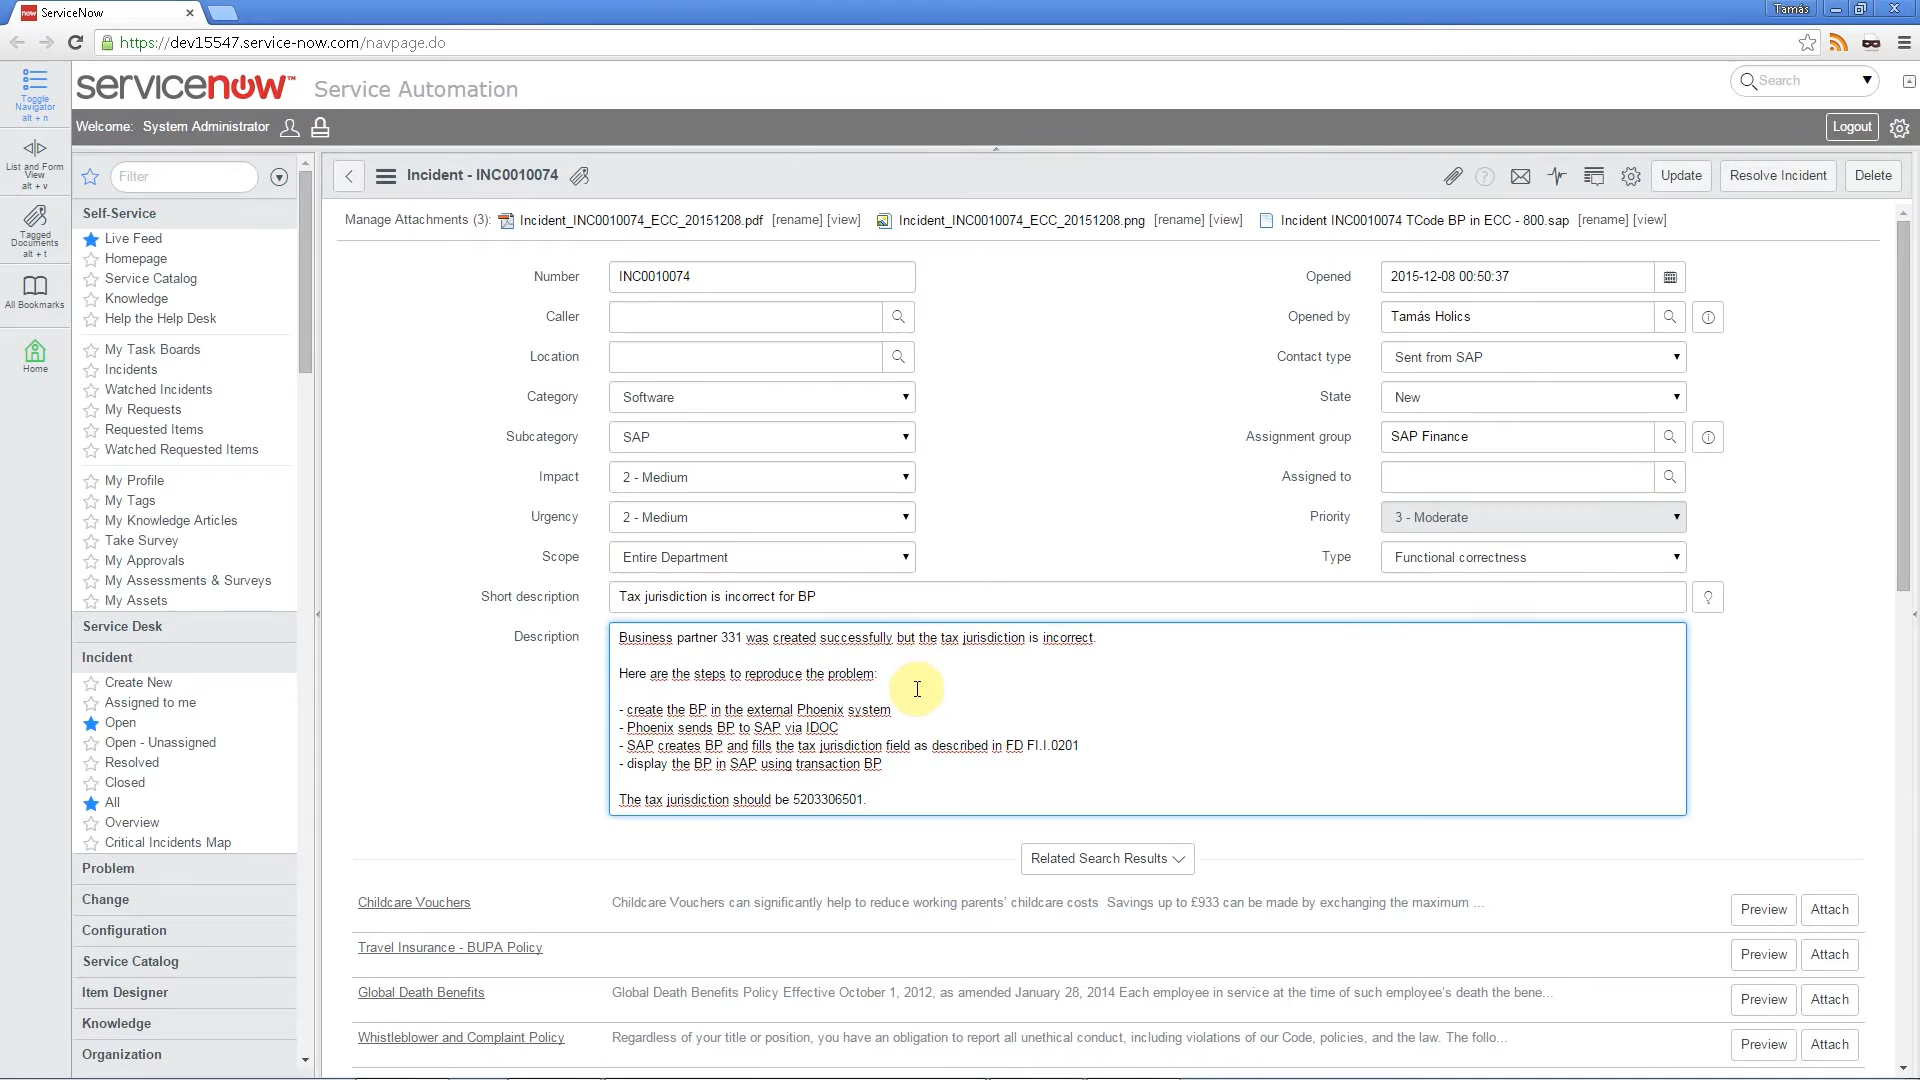 now ServiceNow
Tamás
https://dev15547.service-now.com/navpage.do
servicenow™ Service Automation
Search
Toggle Navigator alt + n
List and Form View alt + v
Tagged Documents alt + t
All Bookmarks
Home
Welcome: System Administrator
Logout
Filter
Self-Service
Live Feed
Homepage
Service Catalog
Knowledge
Help the Help Desk
My Task Boards
Incidents
Watched Incidents
My Requests
Requested Items
Watched Requested Items
My Profile
My Tags
My Knowledge Articles
Take Survey
My Approvals
My Assessments & Surveys
My Assets
Service Desk
Incident
Create New
Assigned to me
Open
Open - Unassigned
Resolved
Closed
All
Overview
Critical Incidents Map
Problem
Change
Configuration
Service Catalog
Item Designer
Knowledge
Organization
Incident - INC0010074
Update
Resolve Incident
Delete
Manage Attachments (3): Incident_INC0010074_ECC_20151208.pdf [rename] [view] Incident_INC0010074_ECC_20151208.png [rename] [view] Incident INC0010074 TCode BP in ECC - 800.sap [rename] [view]
Number INC0010074
Caller
Location
Category Software
Subcategory SAP
Impact 2 - Medium
Urgency 2 - Medium
Scope Entire Department
Opened 2015-12-08 00:50:37
Opened by Tamás Holics
Contact type Sent from SAP
State New
Assignment group SAP Finance
Assigned to
Priority 3 - Moderate
Type Functional correctness
Short description Tax jurisdiction is incorrect for BP
Description
Business partner 331 was created successfully but the tax jurisdiction is incorrect.
Here are the steps to reproduce the problem:
- create the BP in the external Phoenix system
- Phoenix sends BP to SAP via IDOC
- SAP creates BP and fills the tax jurisdiction field as described in FD FI.I.0201
- display the BP in SAP using transaction BP
The tax jurisdiction should be 5203306501.
Related Search Results
Childcare Vouchers Childcare Vouchers can significantly help to reduce working parents' childcare costs Savings up to £933 can be made by exchanging the maximum ... Preview Attach
Travel Insurance - BUPA Policy Preview Attach
Global Death Benefits Global Death Benefits Policy Effective October 1, 2012, as amended January 28, 2014 Each employee in service at the time of such employee's death the bene... Preview Attach
Whistleblower and Complaint Policy Regardless of your title or position, you have an obligation to report all unethical conduct, including violations of our Code, policies, and the law. The follo... Preview Attach